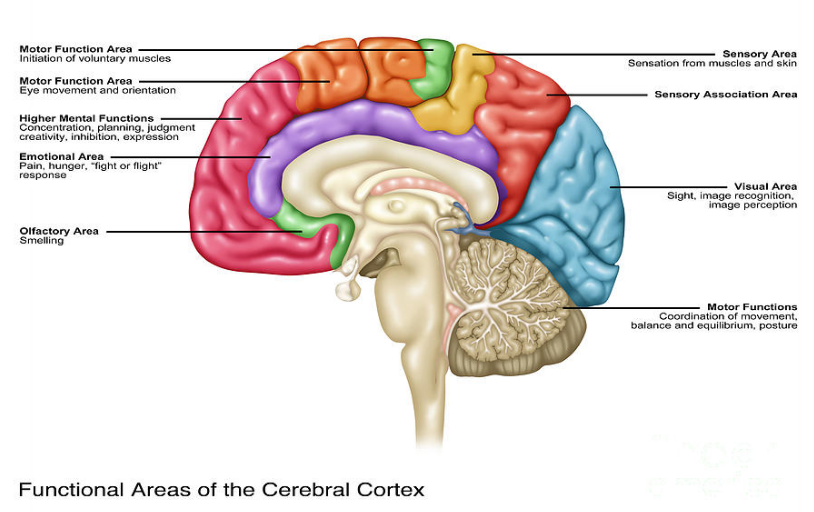 Motor Function Area
Initiation of voluntary muscles
Motor Function Area
Eye movement and orientation
Higher Mental Functions
Concentration, planning, judgment
creativity, inhibition, expression
Emotional Area
Pain, hunger, "fight or flight"
response
Olfactory Area
Smelling
Sensory Area
Sensation from muscles and skin
Sensory Association Area
Visual Area
Sight, image recognition,
image perception
Motor Functions
Coordination of movement,
balance and equilibrium, posture
Functional Areas of the Cerebral Cortex